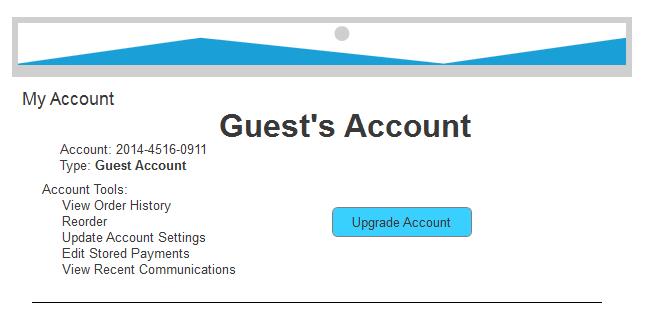 My Account
Guest's Account
Account: 2014-4516-0911
Type: Guest Account
Account Tools:
View Order History
Reorder
Update Account Settings
Edit Stored Payments
View Recent Communications
Upgrade Account